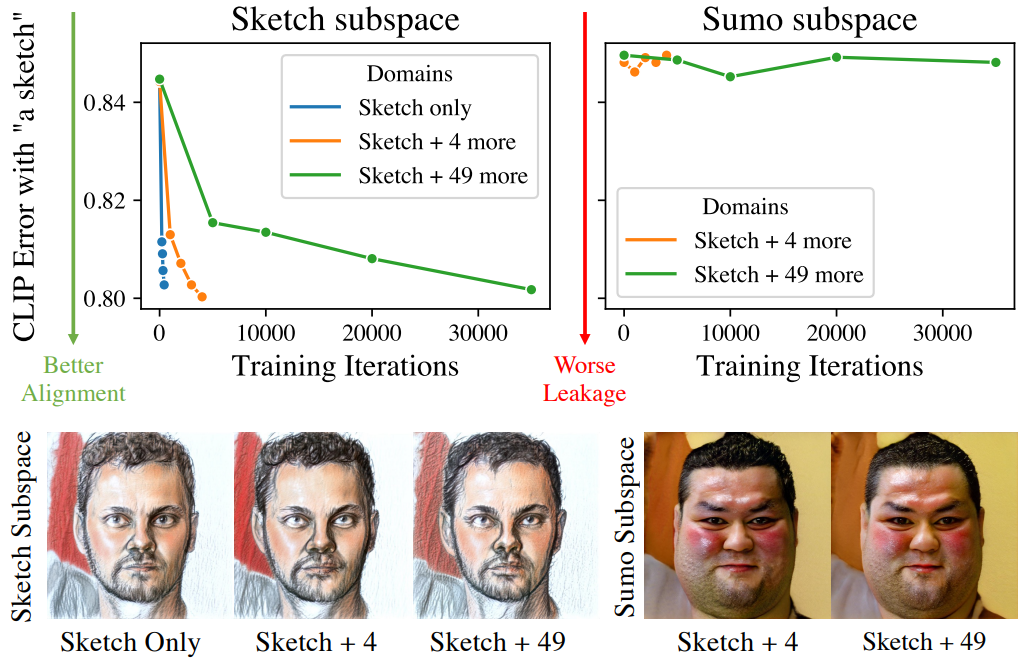 Sketch subspace
Sumo subspace
CLIP Error with "a sketch"
0.84
0.82
0.80
Domains
Sketch only
Sketch + 4 more
Sketch + 49 more
Domains
Sketch + 4 more
Sketch + 49 more
0
10000
20000
30000
0
10000
20000
30000
Training Iterations
Training Iterations
Better
Alignment
Worse
Leakage
Sketch Subspace
Sumo Subspace
Sketch Only
Sketch + 4
Sketch + 49
Sketch + 4
Sketch + 49